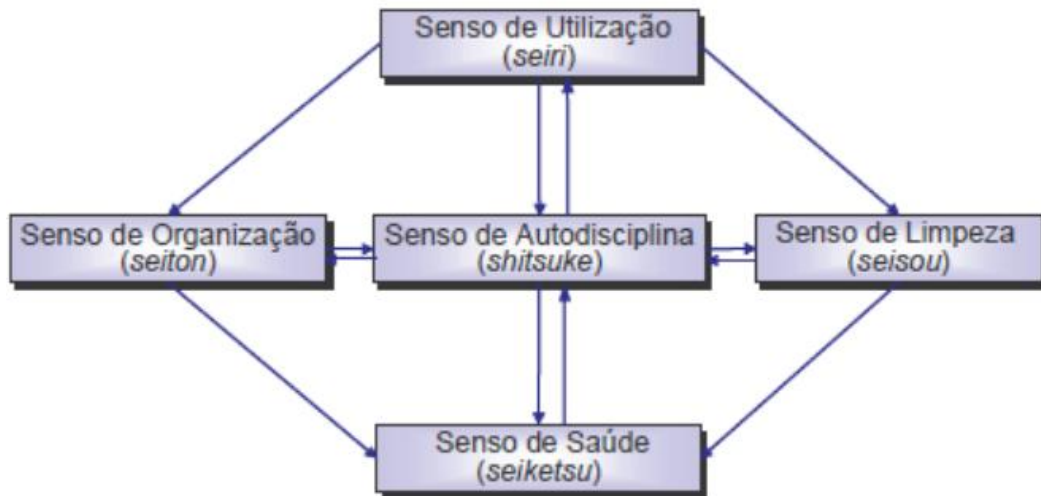 Senso de Utilização
(seiri)
Senso de Organização
(seiton)
Senso de Autodisciplina
(shitsuke)
Senso de Limpeza
(seisou)
Senso de Saúde
(seiketsu)